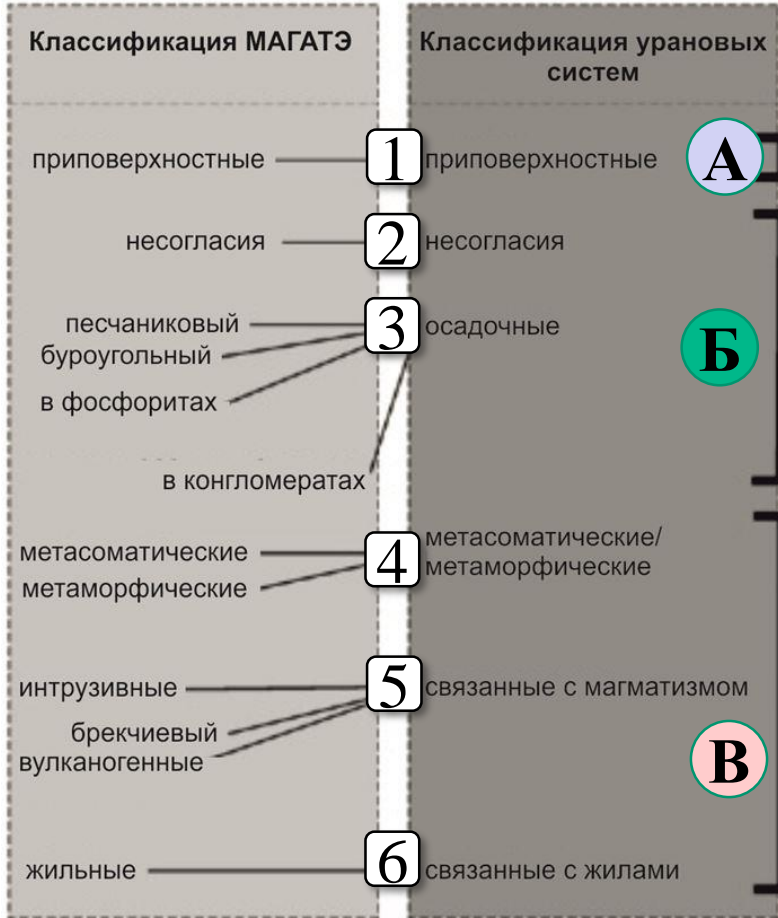 Классификация МАГАТЭ
Классификация урановых
систем
приповерхностные
1
приповерхностные
А
несогласия
2
несогласия
песчаниковый
3
осадочные
буроугольный
Б
в фосфоритах
в конгломератах
метасоматические
4
метасоматические/
метаморфические
метаморфические
интрузивные
5
связанные с магматизмом
брекчиевый
вулканогенные
В
жильные
6
связанные с жилами